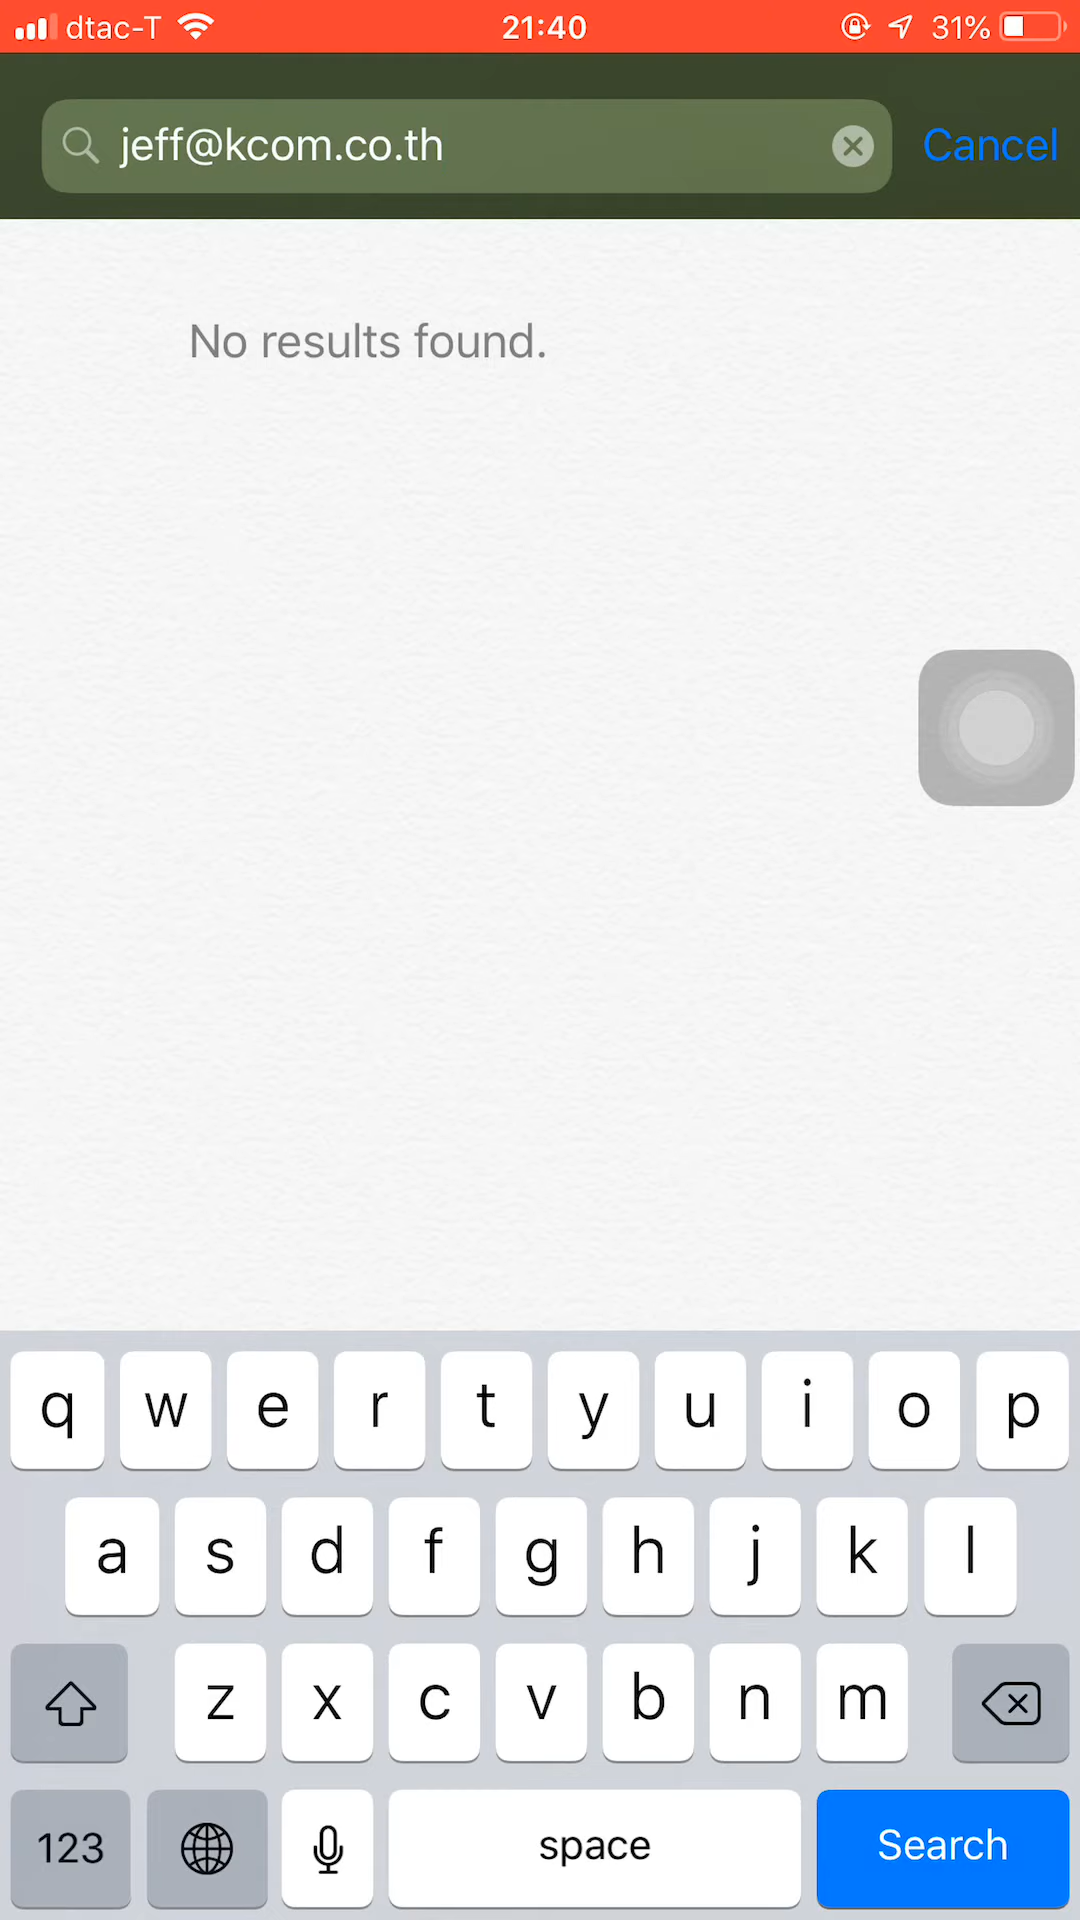 dtac-T 21:40 31%
jeff@kcom.co.th Cancel
No results found.
q w e r t y u i o p
a s d f g h j k l
z x c v b n m
123 space Search